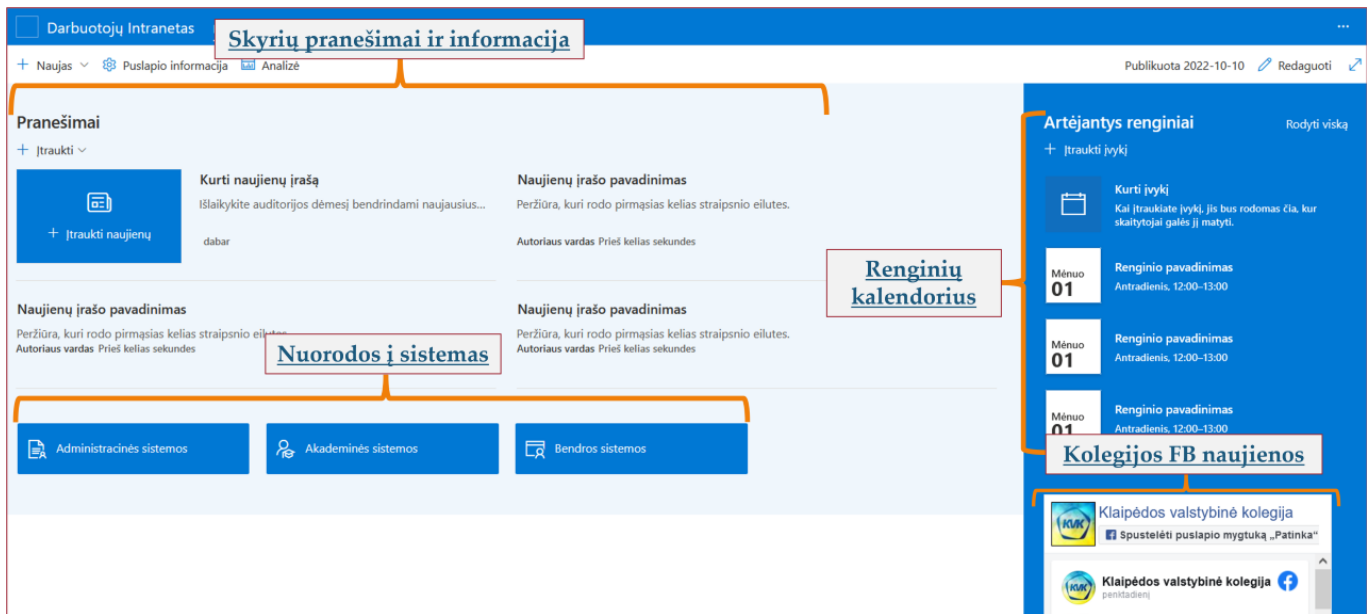 Darbuotojų Intranetas
Skyrių pranešimai ir informacija
+ Naujas
Puslapio informacija
Analizė
Publikuota 2022-10-10
Redaguoti
Pranešimai
+ Įtraukti
+ Įtraukti naujienų
Kurti naujienų įrašą
Išlaikykite auditorijos dėmesį bendrindami naujausius...
dabar
Naujienų įrašo pavadinimas
Peržiūra, kuri rodo pirmąsias kelias straipsnio eilutes.
Autoriaus vardas Prieš kelias sekundes
Naujienų įrašo pavadinimas
Peržiūra, kuri rodo pirmąsias kelias straipsnio
Autoriaus vardas Prieš kelias sekundes
Naujienų įrašo pavadinimas
Peržiūra, kuri rodo pirmąsias kelias straipsnio eilutes.
Autoriaus vardas Prieš kelias sekundes
Nuorodos į sistemas
Administracinės sistemos
Akademinės sistemos
Bendros sistemos
Renginių
kalendorius
Artėjantys renginiai
Rodyti viską
+ Įtraukti įvykį
Kurti įvykį
Kai įtraukiate įvykį, jis bus rodomas čia, kur
skaitytojai galės jį matyti.
Mėnuo
01
Renginio pavadinimas
Antradienis, 12:00–13:00
Mėnuo
01
Renginio pavadinimas
Antradienis, 12:00–13:00
Mėnuo
01
Renginio pavadinimas
Antradienis, 12:00–13:00
Kolegijos FB naujienos
KVK
Klaipėdos valstybinė kolegija
Spustelėti puslapio mygtuką „Patinka“
KVK
Klaipėdos valstybinė kolegija
penktadienį